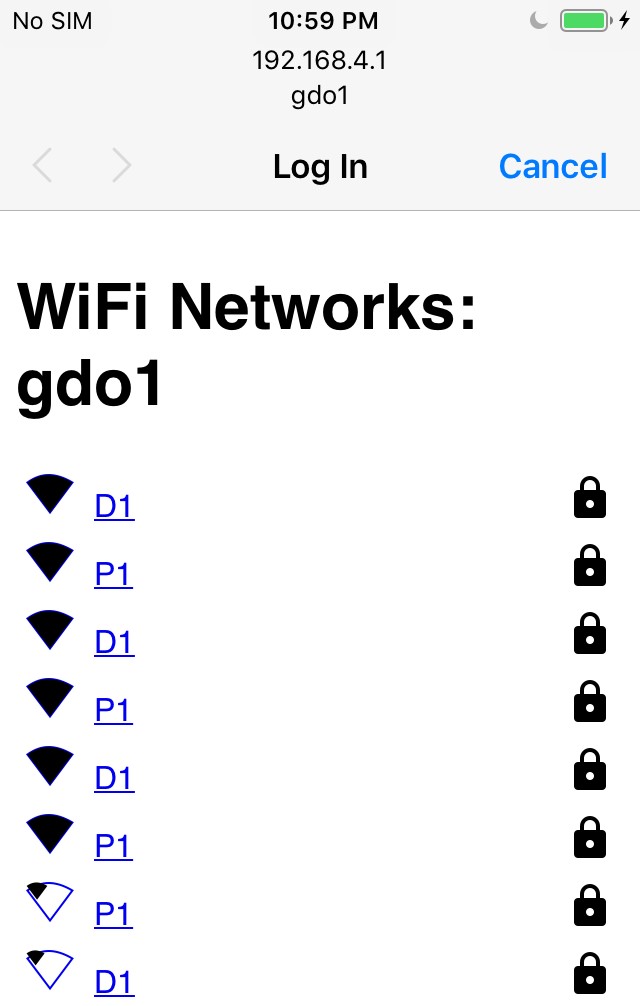 No SIM 10:59 PM
192.168.4.1
gdo1
Log In Cancel
WiFi Networks:
gdo1
D1
P1
D1
P1
D1
P1
P1
D1